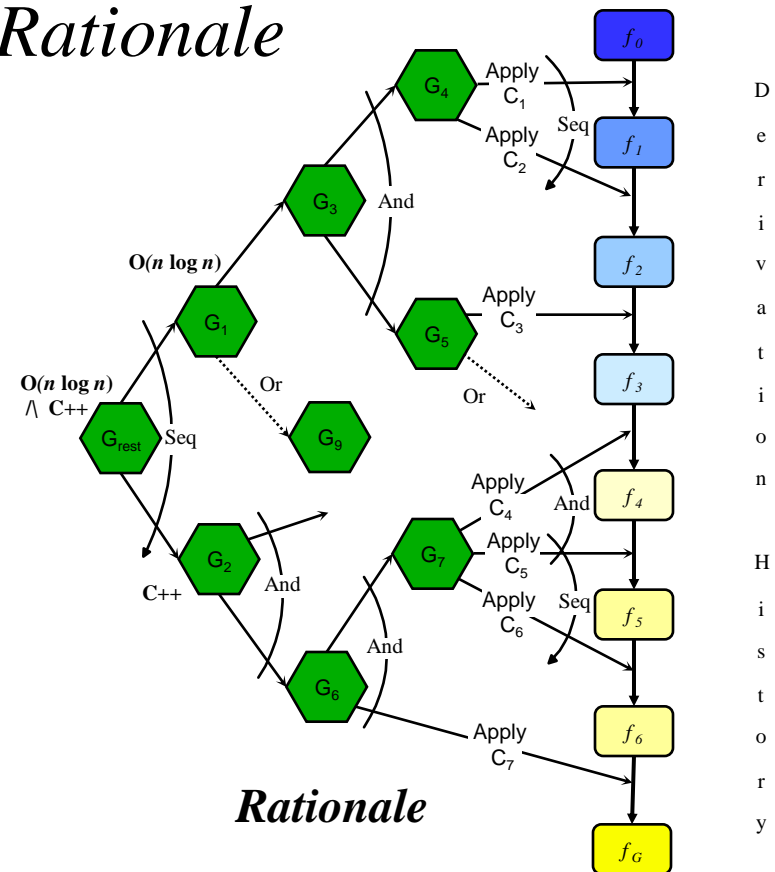 Rationale
f0
Apply
C1
G4
Seq
f1
Apply
C2
G3
And
O(n log n)
f2
G1
Apply
C3
G5
Or
Or
f3
O(n log n)
/\ C++
Grest
Seq
G9
Apply
C4
And
f4
G2
And
C++
G7
Apply
C5
Apply
C6
Seq
f5
And
G6
Apply
C7
f6
Rationale
fG
D
e
r
i
v
a
t
i
o
n
H
i
s
t
o
r
y